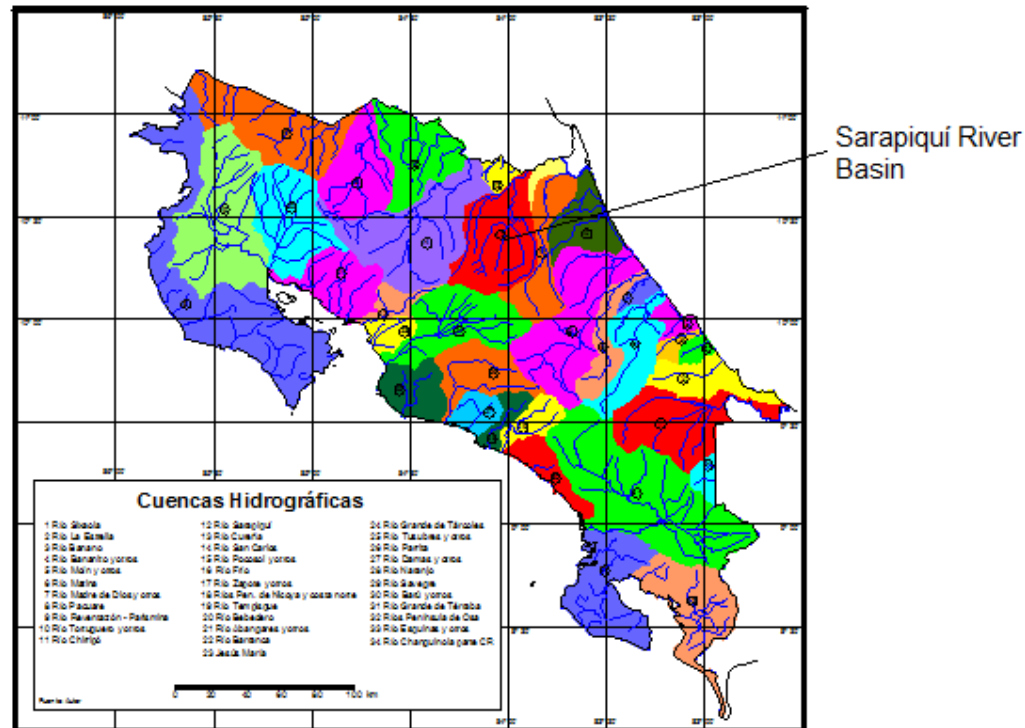 Sarapiquí River
Basin
Cuencas Hidrográficas
1 Río Sixaola
2 Río La Estrella
3 Río Banano
4 Río Bananito y otros
5 Río Moín y otros
6 Río Matina
7 Río Madre de Dios y otros
8 Río Pacuare
9 Río Reventazón - Parismina
10 Río Tortuguero y otros
11 Río Chirripó
12 Río Sarapiquí
13 Río Cureña
14 Río San Carlos
15 Río Pocosol y otros
16 Río Frío
17 Río Zapote y otros
18 Ríos Pen. de Nicoya y costa norte
19 Río Tempisque
20 Río Bebedero
21 Río Abangares y otros
22 Río Barranca
23 Jesús María
24 Río Grande de Tárcoles
25 Río Tusubres y otros
26 Río Parrita
27 Río Damas y otros
28 Río Naranjo
29 Río Savegre
30 Río Barú y otros
31 Río Grande de Térraba
32 Ríos Península de Osa
33 Río Esquinas y otros
34 Río Changuinola para CR
0 20 40 60 80 100 km